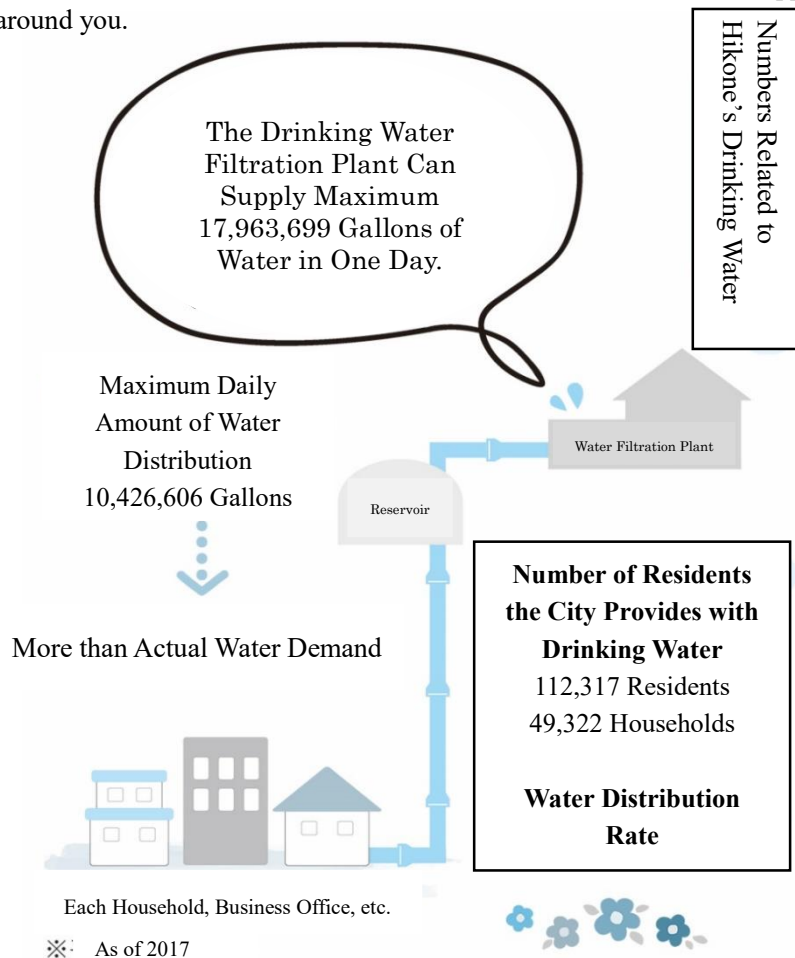 around you.
Numbers Related to
Hikone’s Drinking Water
The Drinking Water
Filtration Plant Can
Supply Maximum
17,963,699 Gallons of
Water in One Day.
Maximum Daily
Amount of Water
Distribution
10,426,606 Gallons
Water Filtration Plant
Reservoir
More than Actual Water Demand
Number of Residents
the City Provides with
Drinking Water
112,317 Residents
49,322 Households
Water Distribution
Rate
Each Household, Business Office, etc.
※: As of 2017